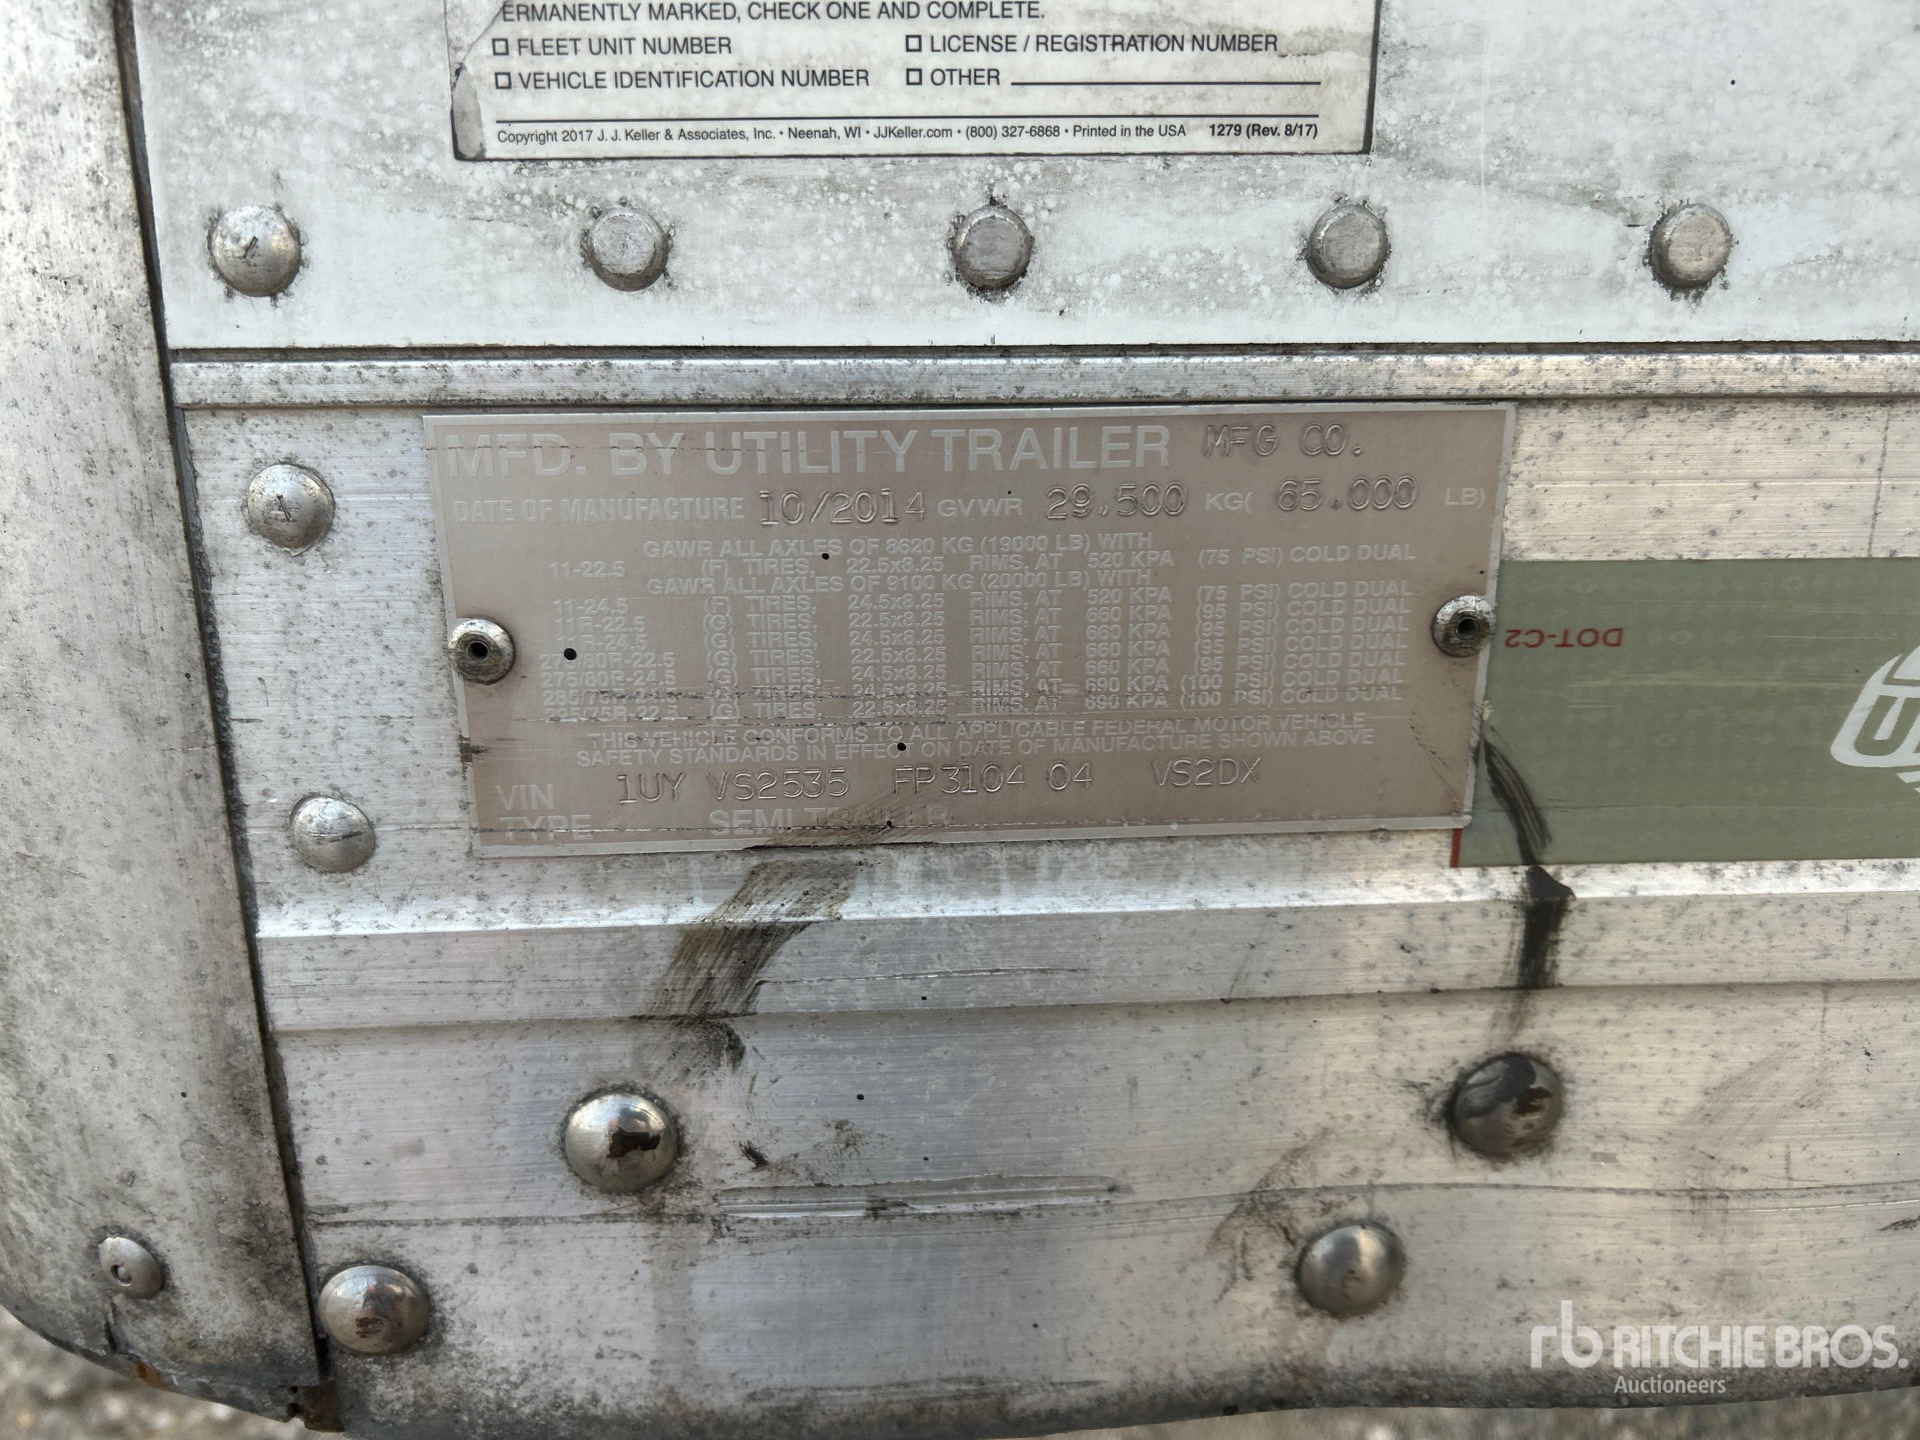 ERMANENTLY MARKED, CHECK ONE AND COMPLETE.
FLEET UNIT NUMBER LICENSE / REGISTRATION NUMBER
VEHICLE IDENTIFICATION NUMBER OTHER
Copyright 2017 J. J. Keller & Associates, Inc. • Neenah, WI • JJKeller.com • (800) 327-6868 • Printed in the USA 1279 (Rev. 8/17)
MFD. BY UTILITY TRAILER MFG CO.
DATE OF MANUFACTURE 10/2014 GVWR 29,500 KG( 65,000 LB)
GAWR ALL AXLES OF 8620 KG (19000 LB) WITH
11-22.5 (F) TIRES, 22.5x8.25 RIMS, AT 520 KPA (75 PSI) COLD DUAL
GAWR ALL AXLES OF 9100 KG (20000 LB) WITH
11-24.5 (F) TIRES, 24.5x8.25 RIMS, AT 520 KPA (75 PSI) COLD DUAL
11R-22.5 (G) TIRES, 22.5x8.25 RIMS, AT 660 KPA (95 PSI) COLD DUAL
11R-24.5 (G) TIRES, 24.5x8.25 RIMS, AT 660 KPA (95 PSI) COLD DUAL
275/80R-22.5 (G) TIRES, 22.5x8.25 RIMS, AT 660 KPA (95 PSI) COLD DUAL
275/80R-24.5 (G) TIRES, 24.5x8.25 RIMS, AT 660 KPA (95 PSI) COLD DUAL
285/75R-24.5 (G) TIRES, 24.5x8.25 RIMS, AT 690 KPA (100 PSI) COLD DUAL
(G) TIRES, 22.5x8.25 RIMS, AT 690 KPA (100 PSI) COLD DUAL
THIS VEHICLE CONFORMS TO ALL APPLICABLE FEDERAL MOTOR VEHICLE
SAFETY STANDARDS IN EFFECT ON DATE OF MANUFACTURE SHOWN ABOVE
VIN 1UY VS2535 FP3104 04 VS2DX
TYPE SEMI TRAILER
DOT-C2
rb RITCHIE BROS.
Auctioneers